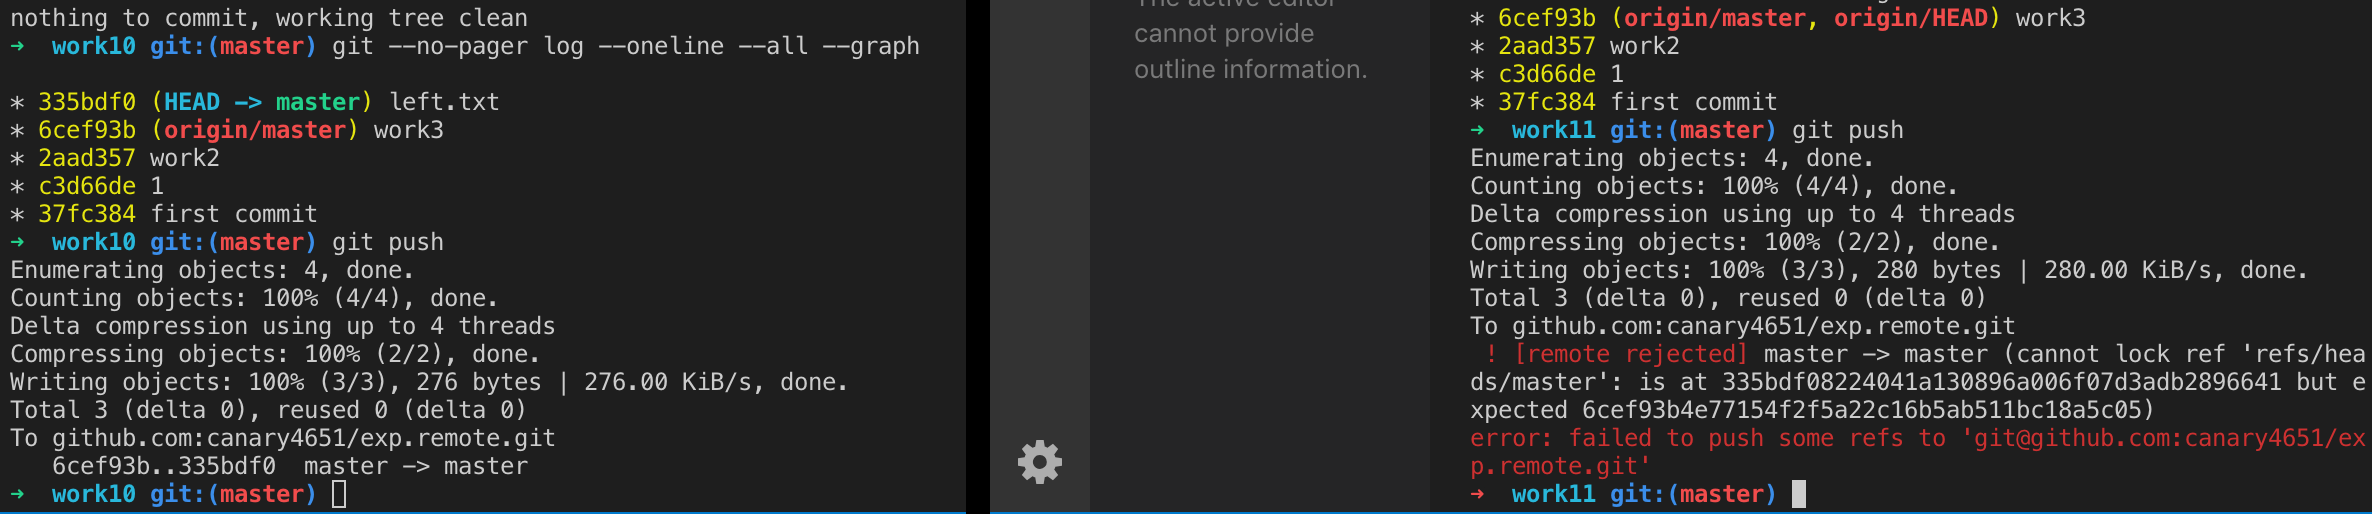 nothing to commit, working tree clean
➜  work10 git:(master) git --no-pager log --oneline --all --graph
* 335bdf0 (HEAD -> master) left.txt
* 6cef93b (origin/master) work3
* 2aad357 work2
* c3d66de 1
* 37fc384 first commit
➜  work10 git:(master) git push
Enumerating objects: 4, done.
Counting objects: 100% (4/4), done.
Delta compression using up to 4 threads
Compressing objects: 100% (2/2), done.
Writing objects: 100% (3/3), 276 bytes | 276.00 KiB/s, done.
Total 3 (delta 0), reused 0 (delta 0)
To github.com:canary4651/exp.remote.git
   6cef93b..335bdf0  master -> master
➜  work10 git:(master)
The active editor
cannot provide
outline information.
* 6cef93b (origin/master, origin/HEAD) work3
* 2aad357 work2
* c3d66de 1
* 37fc384 first commit
➜  work11 git:(master) git push
Enumerating objects: 4, done.
Counting objects: 100% (4/4), done.
Delta compression using up to 4 threads
Compressing objects: 100% (2/2), done.
Writing objects: 100% (3/3), 280 bytes | 280.00 KiB/s, done.
Total 3 (delta 0), reused 0 (delta 0)
To github.com:canary4651/exp.remote.git
 ! [remote rejected] master -> master (cannot lock ref 'refs/hea
ds/master': is at 335bdf08224041a130896a006f07d3adb2896641 but e
xpected 6cef93b4e77154f2f5a22c16b5ab511bc18a5c05)
error: failed to push some refs to 'git@github.com:canary4651/ex
p.remote.git'
➜  work11 git:(master)